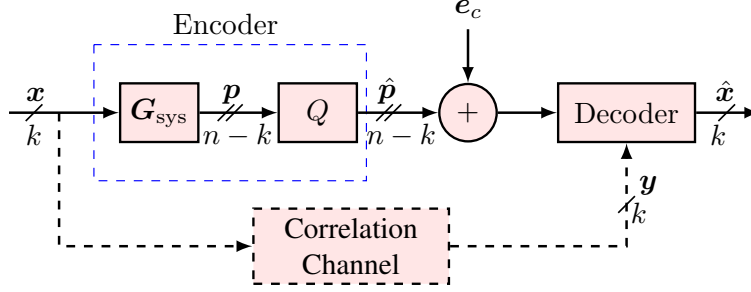 e_c
Encoder
x
k
G_sys
p
n − k
Q
p̂
n − k
+
Decoder
x̂
k
y
k
Correlation
Channel